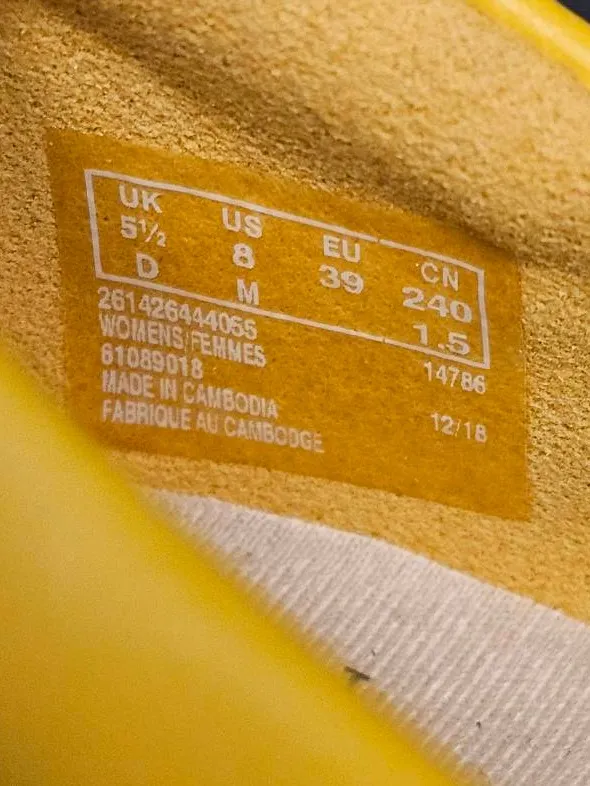 UK US EU CN
5½ 8 39 240
D M 1.5
261426444055 14786
WOMENS/FEMMES
61089018 12/18
MADE IN CAMBODIA
FABRIQUE AU CAMBODGE